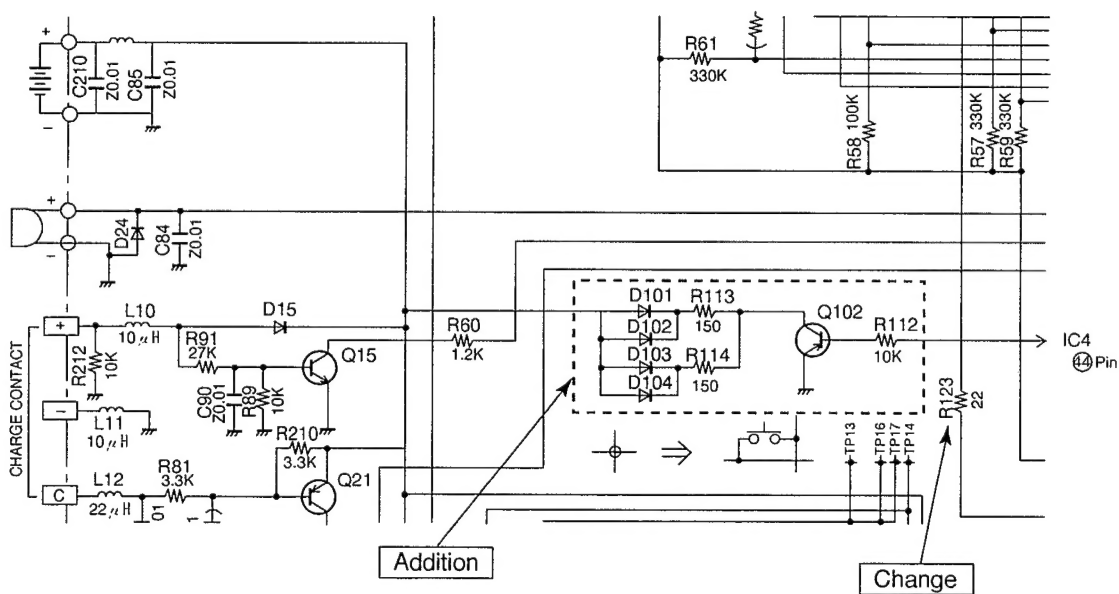 +
−
C210
Z0.01
C85
Z0.01
R61
330K
R58 100K
R57 330K
R59 330K
+
−
D24
C84
Z0.01
CHARGE CONTACT
+
L10
10μH
D15
R212
10K
R91
27K
Q15
R60
1.2K
C90
Z0.01
R89
10K
−
L11
10μH
R210
3.3K
C
L12
22μH
R81
3.3K
Q21
01
1
D101
R113
150
D102
D103
R114
150
D104
Q102
R112
10K
IC4
44 Pin
R123
22
TP13
TP16
TP17
TP14
Addition
Change